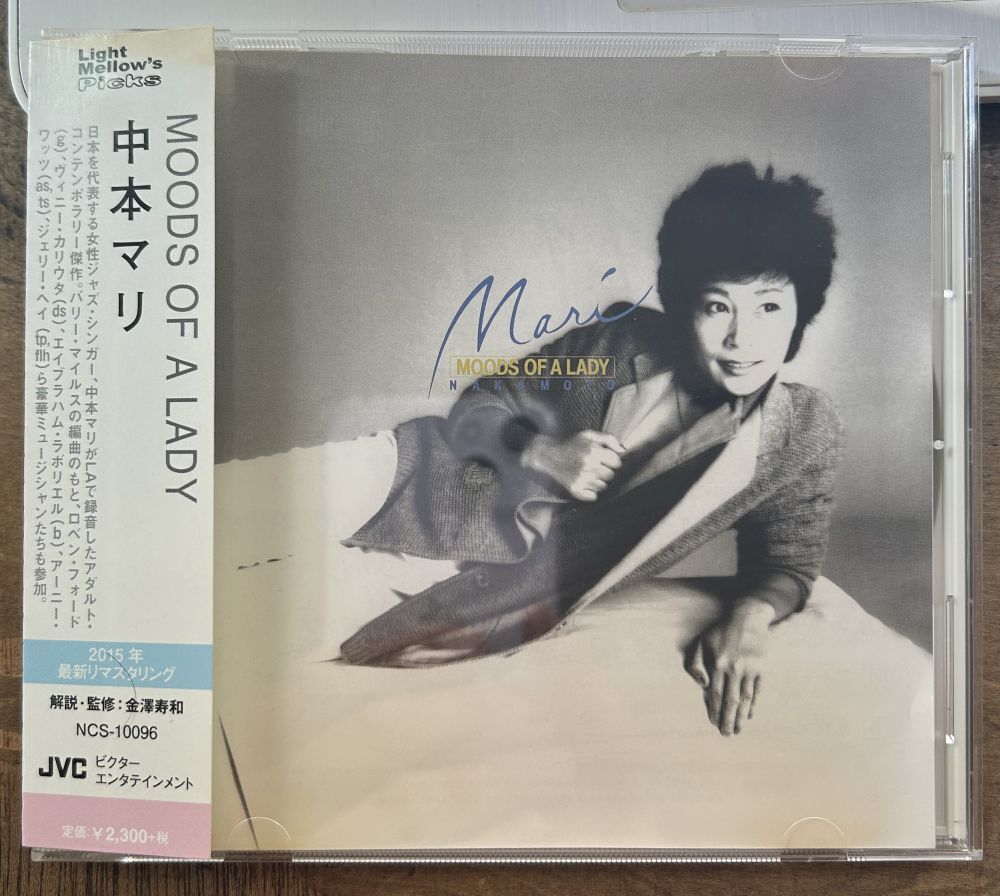 Light
Mellow's
Picks
MOODS OF A LADY
中本マリ
日本を代表する女性ジャズ・シンガー、中本マリがLAで録音したアダルト・
コンテンポラリー傑作。バリー・マイルスの編曲のもと、ロベン・フォード
(g)、ヴィニー・カリウタ(ds)、エイブラハム・ラボリエル(b)、アーニー・
ワッツ(as, ts)、ジェリー・ヘイ(tp, flh)ら豪華ミュージシャンたちも参加。
2015年
最新リマスタリング
解説・監修：金澤寿和
NCS-10096
JVC ビクター
エンタテインメント
定価:¥2,300+税
Mari
MOODS OF A LADY
NAKAMOTO